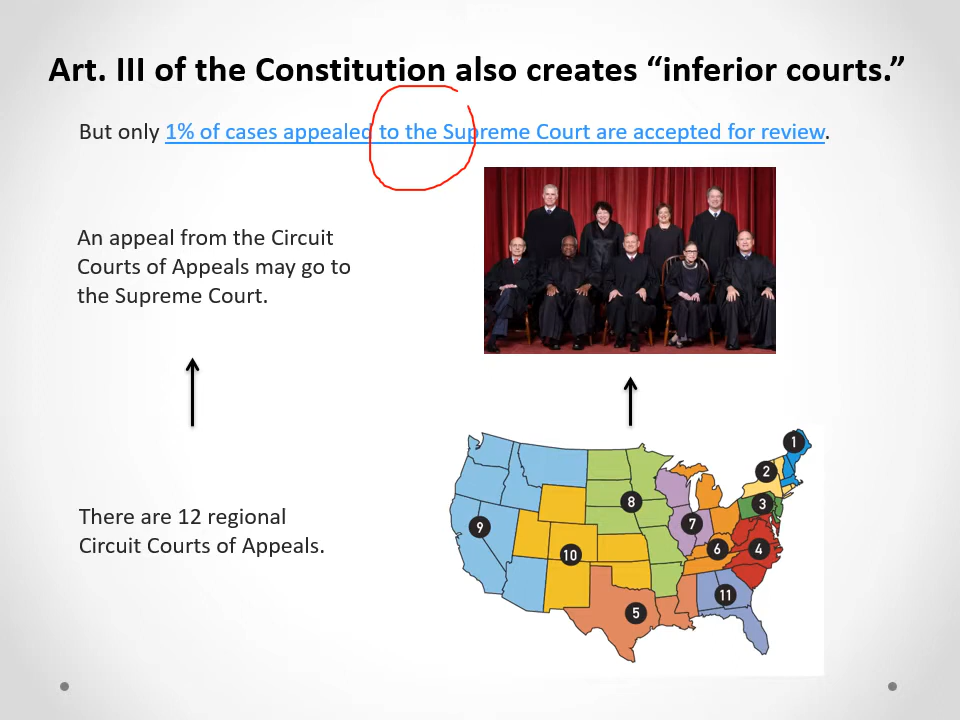 Art. III of the Constitution also creates “inferior courts.”
But only 1% of cases appealed to the Supreme Court are accepted for review.
An appeal from the Circuit
Courts of Appeals may go to
the Supreme Court.
There are 12 regional
Circuit Courts of Appeals.
1
2
3
8
9
7
6
4
10
11
5